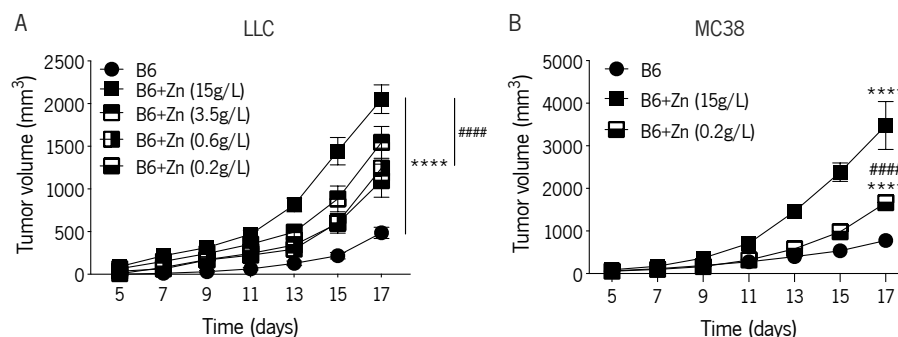 A
LLC
Tumor volume (mm³)
2500
2000
1500
1000
500
0
B6
B6+Zn (15g/L)
B6+Zn (3.5g/L)
B6+Zn (0.6g/L)
B6+Zn (0.2g/L)
****
####
5 7 9 11 13 15 17
Time (days)
B
MC38
Tumor volume (mm³)
5000
4000
3000
2000
1000
0
B6
B6+Zn (15g/L)
B6+Zn (0.2g/L)
****
####
****
5 7 9 11 13 15 17
Time (days)